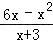 6x - x²
x+3